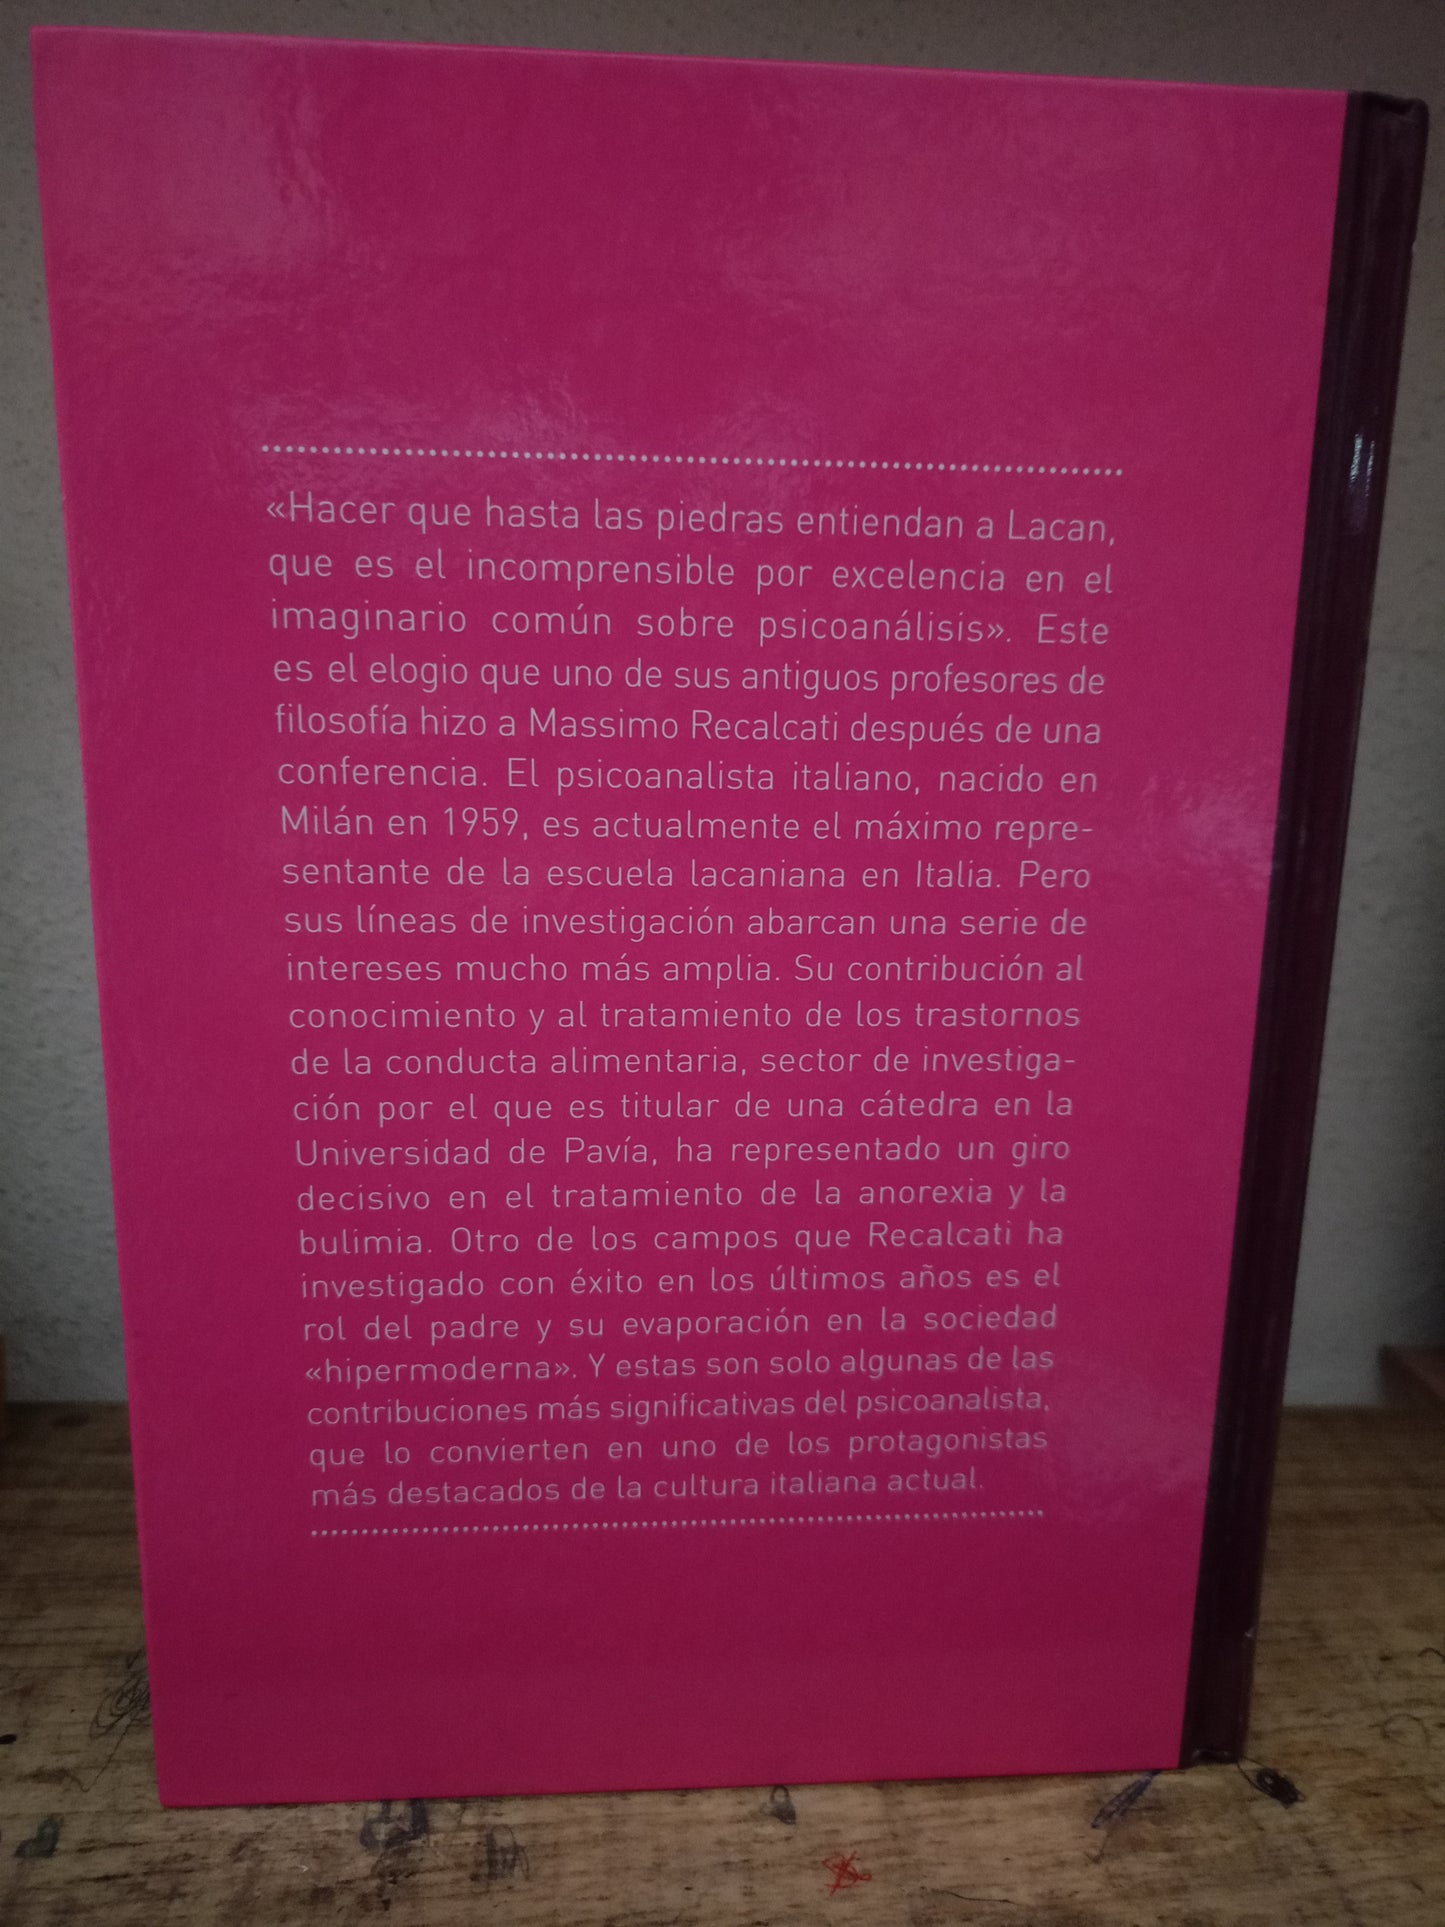 «Hacer que hasta las piedras entiendan a Lacan,
que es el incomprensible por excelencia en el
imaginario común sobre psicoanálisis». Este
es el elogio que uno de sus antiguos profesores de
filosofía hizo a Massimo Recalcati después de una
conferencia. El psicoanalista italiano, nacido en
Milán en 1959, es actualmente el máximo repre-
sentante de la escuela lacaniana en Italia. Pero
sus líneas de investigación abarcan una serie de
intereses mucho más amplia. Su contribución al
conocimiento y al tratamiento de los trastornos
de la conducta alimentaria, sector de investiga-
ción por el que es titular de una cátedra en la
Universidad de Pavía, ha representado un giro
decisivo en el tratamiento de la anorexia y la
bulimia. Otro de los campos que Recalcati ha
investigado con éxito en los últimos años es el
rol del padre y su evaporación en la sociedad
«hipermoderna». Y estas son solo algunas de las
contribuciones más significativas del psicoanalista,
que lo convierten en uno de los protagonistas
más destacados de la cultura italiana actual.